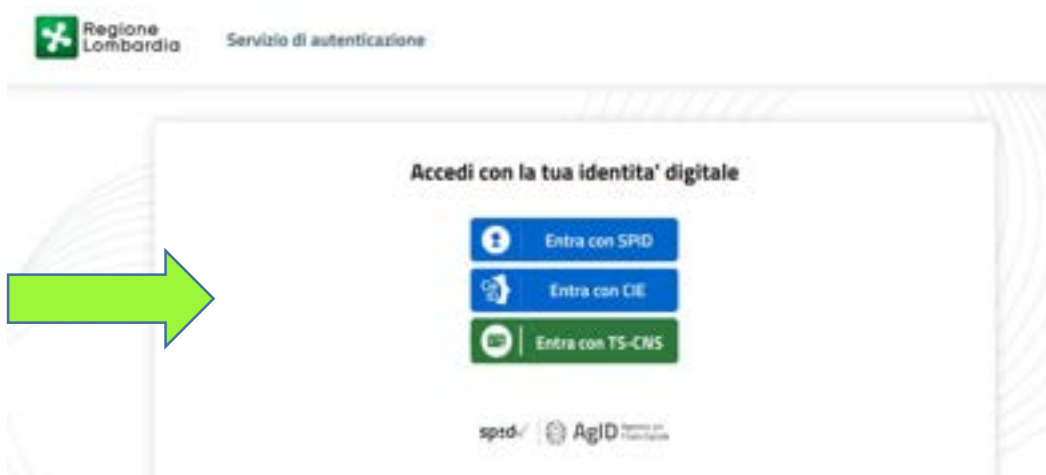 Regione
Lombardia
Servizio di autenticazione
Accedi con la tua identita' digitale
Entra con SPID
Entra con CIE
Entra con TS-CNS
spid
AgID